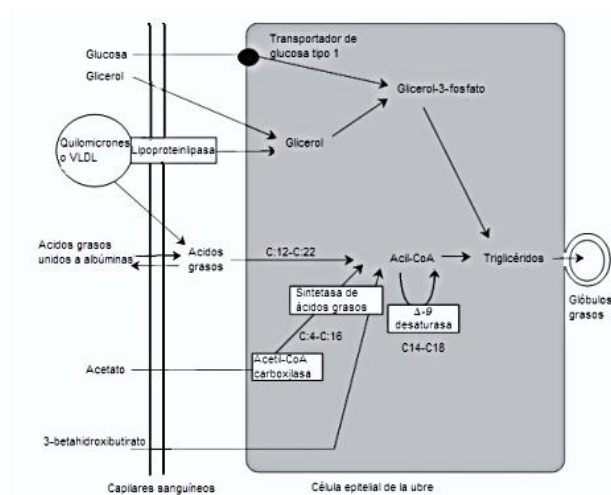 Transportador de
glucosa tipo 1
Glucosa
Glicerol
Glicerol-3-fosfato
Quilomicrones
o VLDL
Lipoproteinlipasa
Glicerol
Acidos grasos
unidos a albúminas
Acidos
grasos
C:12-C:22
Acil-CoA
Triglicéridos
Sintetasa de
ácidos grasos
Δ-9
desaturasa
Glóbulos
grasos
C:4-C:16
C14-C18
Acetil-CoA
carboxilasa
Acetato
3-betahidroxibutirato
Capilares sanguíneos
Célula epitelial de la ubre